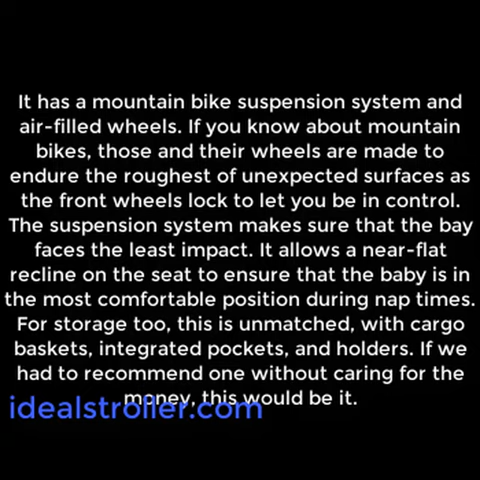 It has a mountain bike suspension system and
air-filled wheels. If you know about mountain
bikes, those and their wheels are made to
endure the roughest of unexpected surfaces as
the front wheels lock to let you be in control.
The suspension system makes sure that the bay
faces the least impact. It allows a near-flat
recline on the seat to ensure that the baby is in
the most comfortable position during nap times.
For storage too, this is unmatched, with cargo
baskets, integrated pockets, and holders. If we
had to recommend one without caring for the
money, this would be it.
idealstroller.com